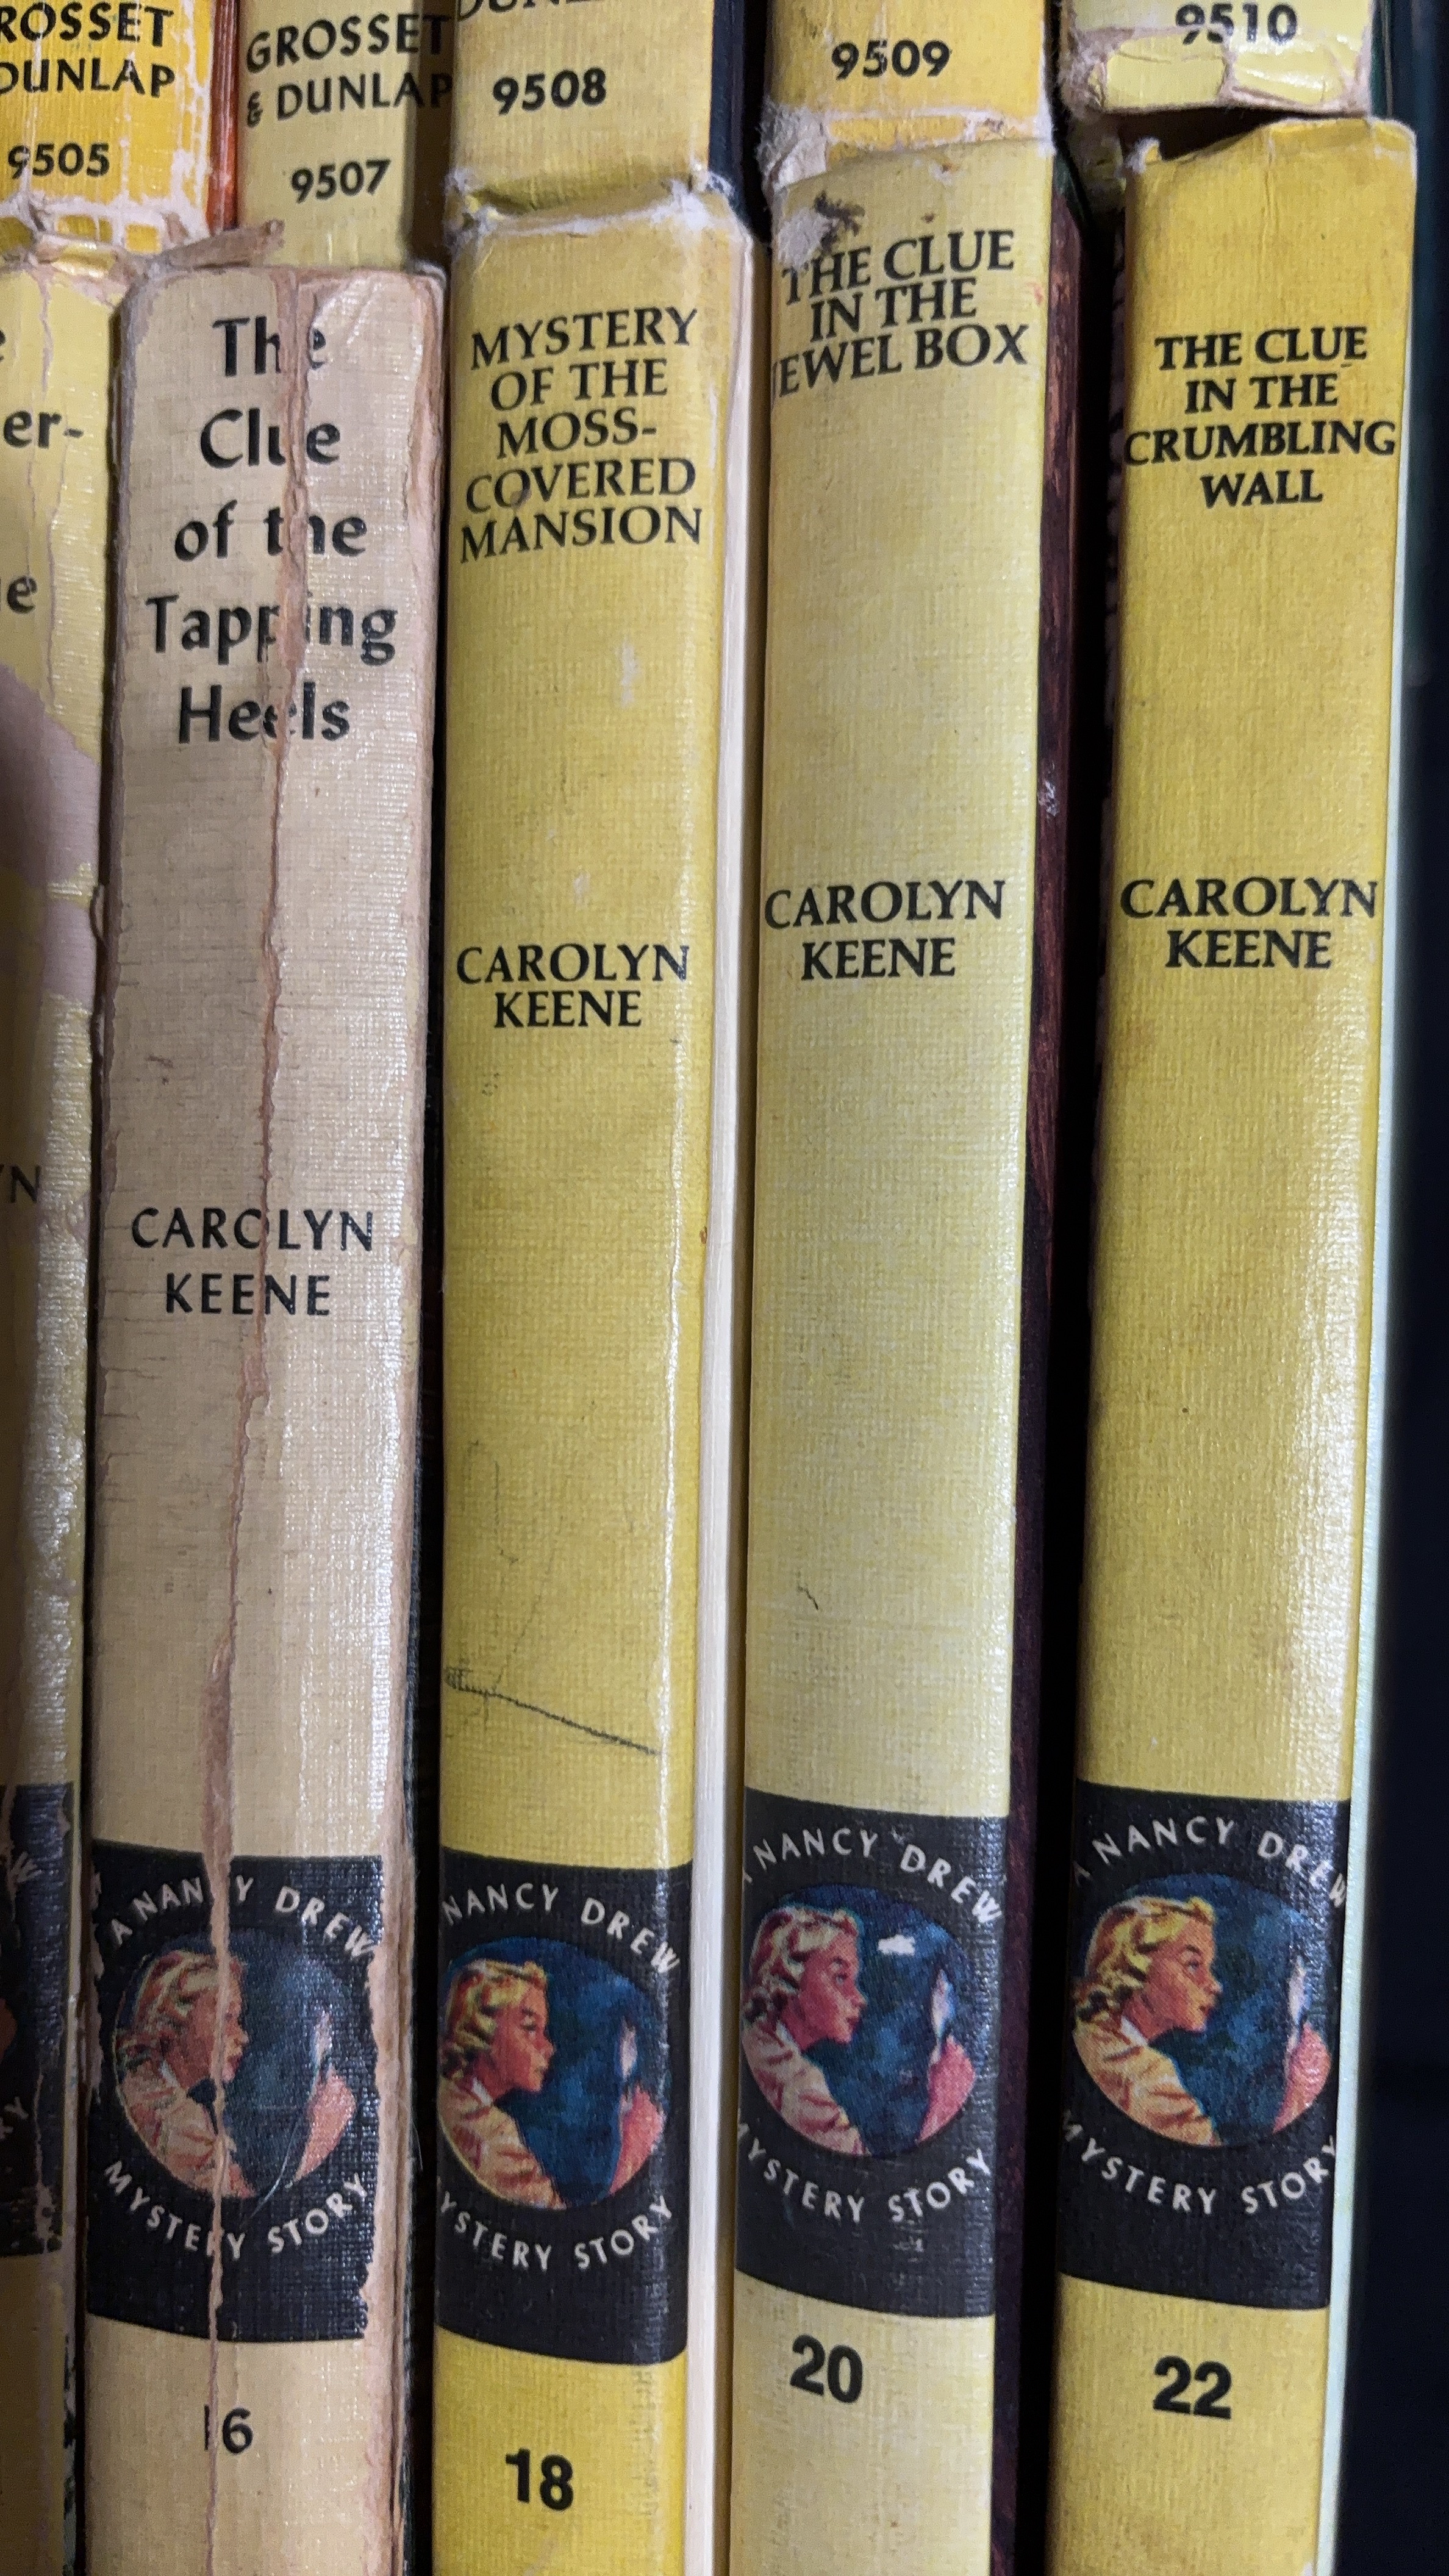 ROSSET
DUNLAP
9505
GROSSET
& DUNLAP
9507
9508
9509
9510
er-
The
Clue
of the
Tapping
Heels
CAROLYN
KEENE
A NANCY DREW
MYSTERY STORY
16
MYSTERY
OF THE
MOSS-
COVERED
MANSION
CAROLYN
KEENE
NANCY DREW
YSTERY STORY
18
THE CLUE
IN THE
JEWEL BOX
CAROLYN
KEENE
A NANCY DREW
MYSTERY STORY
20
THE CLUE
IN THE
CRUMBLING
WALL
CAROLYN
KEENE
A NANCY DREW
MYSTERY STORY
22